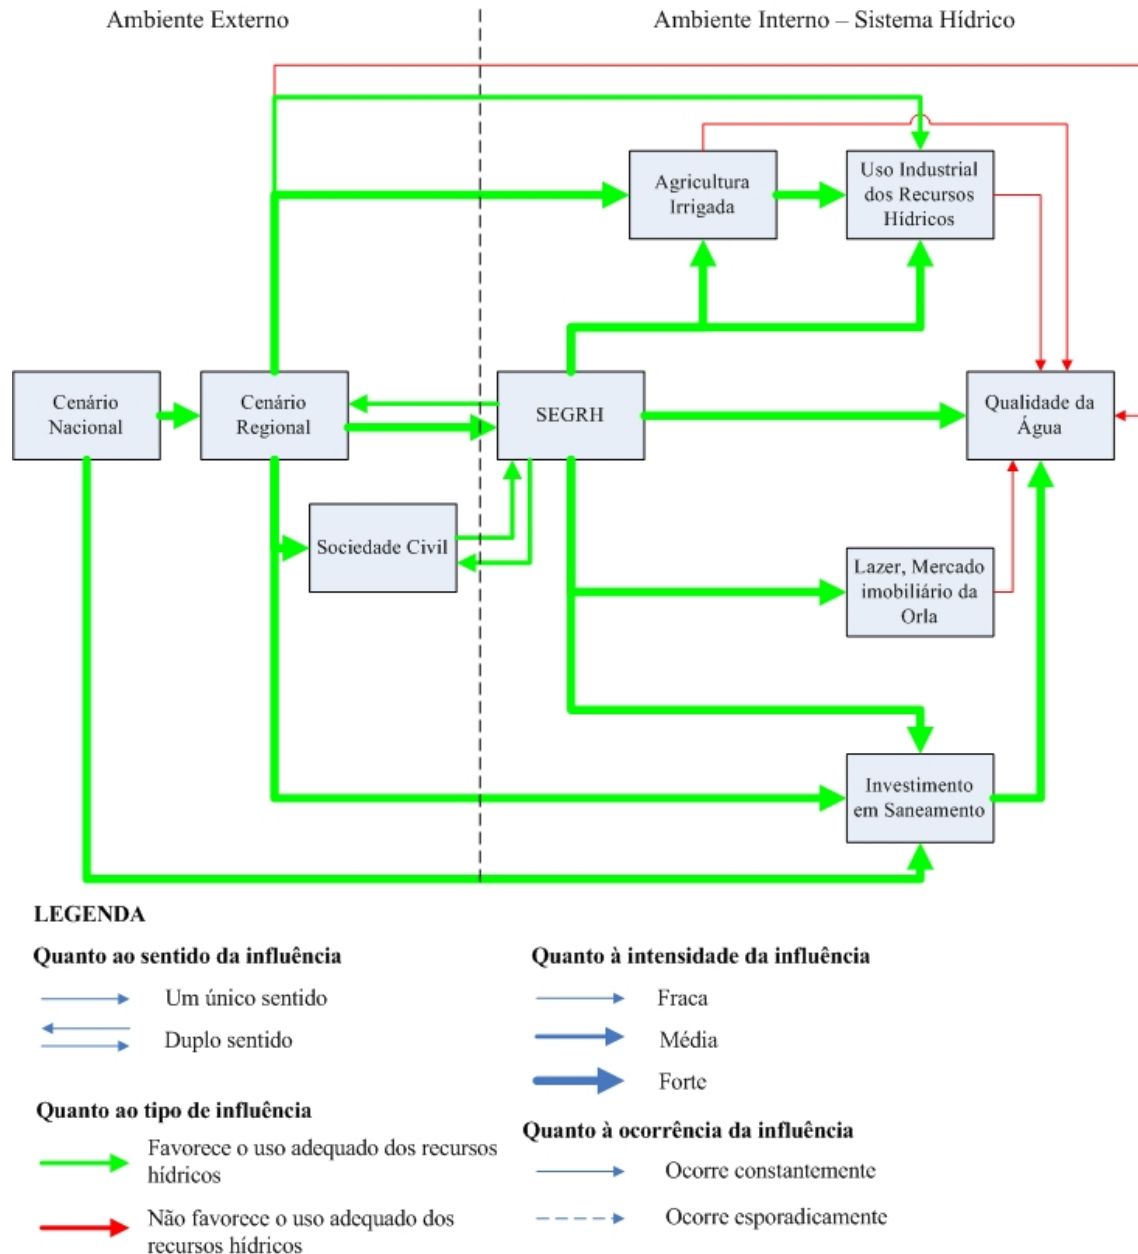 Ambiente Externo
Ambiente Interno – Sistema Hídrico
Agricultura
Irrigada
Uso Industrial
dos Recursos
Hídricos
Cenário
Nacional
Cenário
Regional
SEGRH
Qualidade da
Água
Sociedade Civil
Lazer, Mercado
imobiliário da
Orla
Investimento
em Saneamento
LEGENDA
Quanto ao sentido da influência
Um único sentido
Duplo sentido
Quanto à intensidade da influência
Fraca
Média
Forte
Quanto ao tipo de influência
Favorece o uso adequado dos recursos
hídricos
Não favorece o uso adequado dos
recursos hídricos
Quanto à ocorrência da influência
Ocorre constantemente
Ocorre esporadicamente